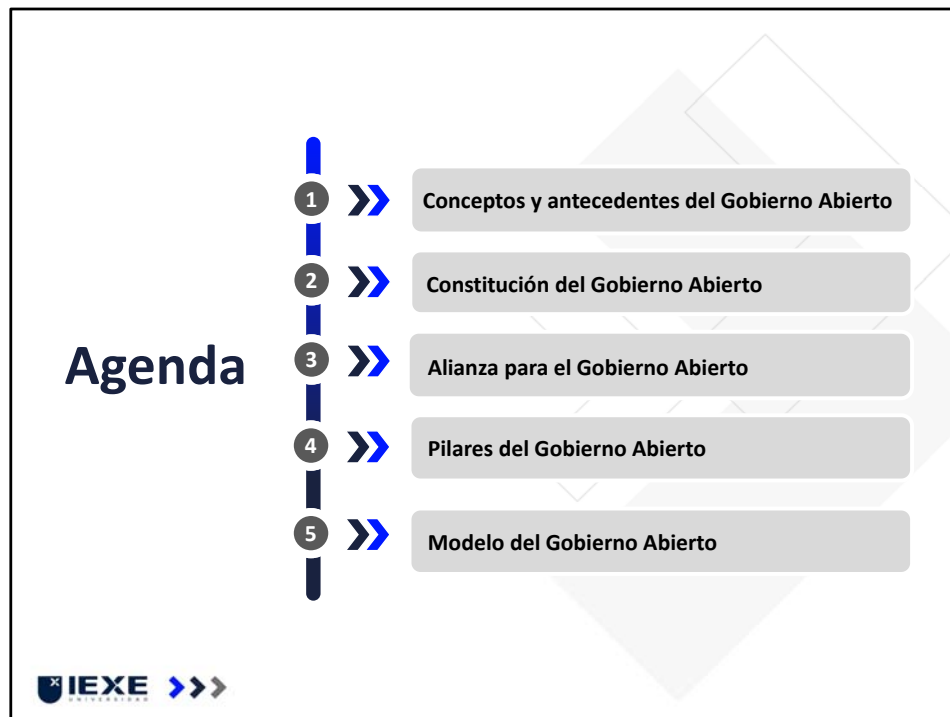 Agenda
1
Conceptos y antecedentes del Gobierno Abierto
2
Constitución del Gobierno Abierto
3
Alianza para el Gobierno Abierto
4
Pilares del Gobierno Abierto
5
Modelo del Gobierno Abierto
IEXE
UNIVERSIDAD